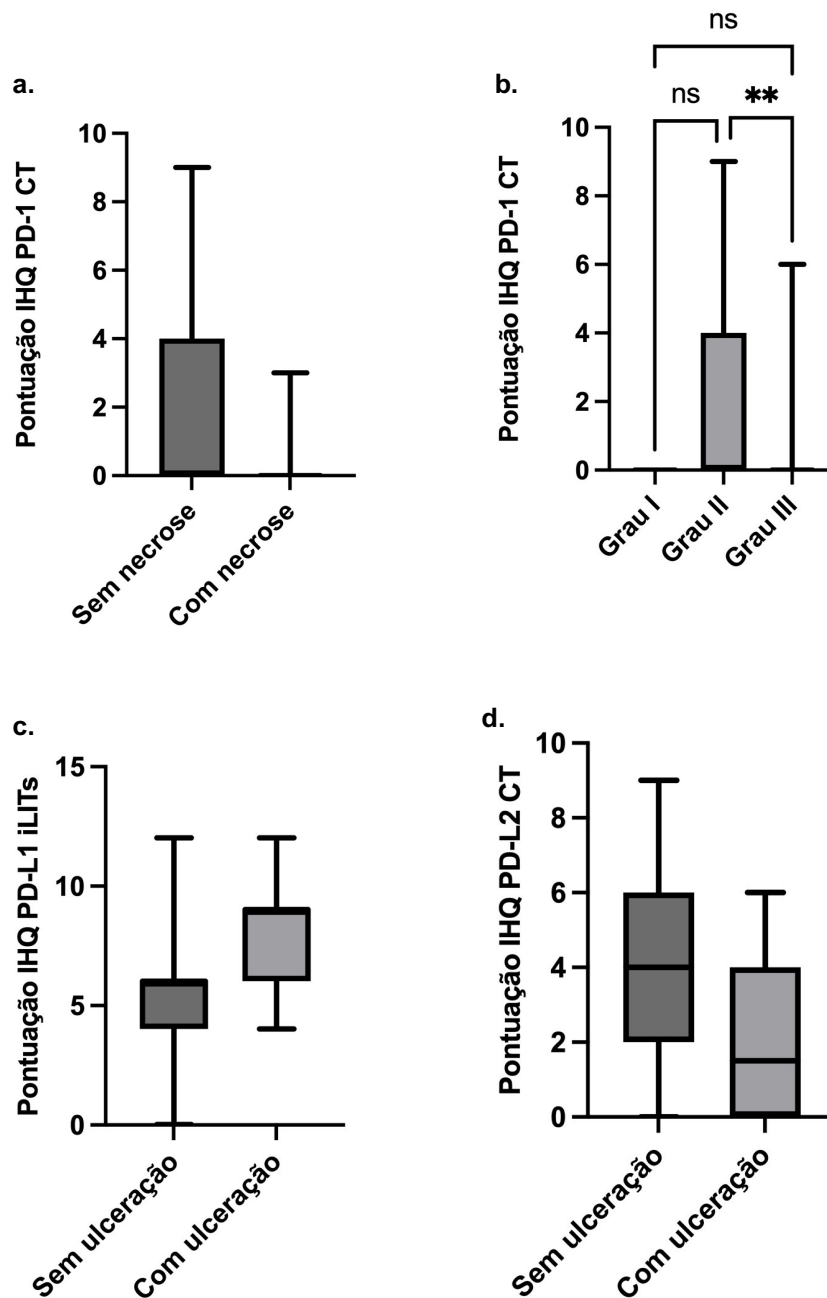 a.
Pontuação IHQ PD-1 CT
10
8
6
4
2
0
Sem necrose
Com necrose
b.
ns
ns
**
Pontuação IHQ PD-1 CT
10
8
6
4
2
0
Grau I
Grau II
Grau III
c.
Pontuação IHQ PD-L1 iLITs
15
10
5
0
Sem ulceração
Com ulceração
d.
Pontuação IHQ PD-L2 CT
10
8
6
4
2
0
Sem ulceração
Com ulceração